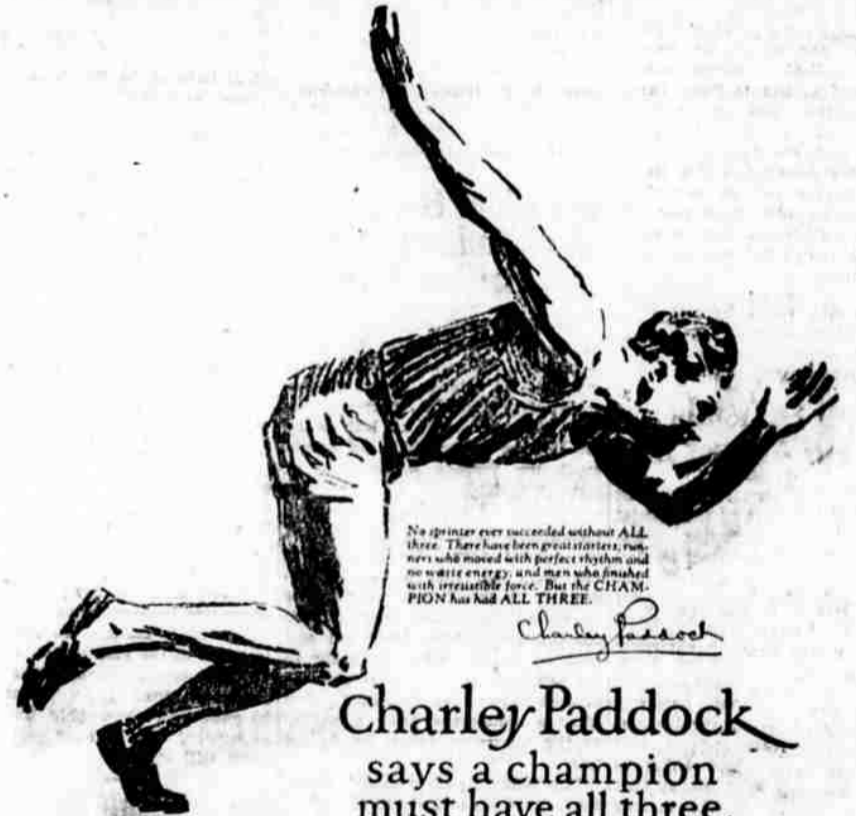 No sprinter ever succeeded without ALL
three. There have been great starters, run-
ners who moved with perfect rhythm and
no waste energy, and men who finished
with irresistible force. But the CHAM-
PION has had ALL THREE.
Charley Paddock
Charley Paddock
says a champion
must have all three.